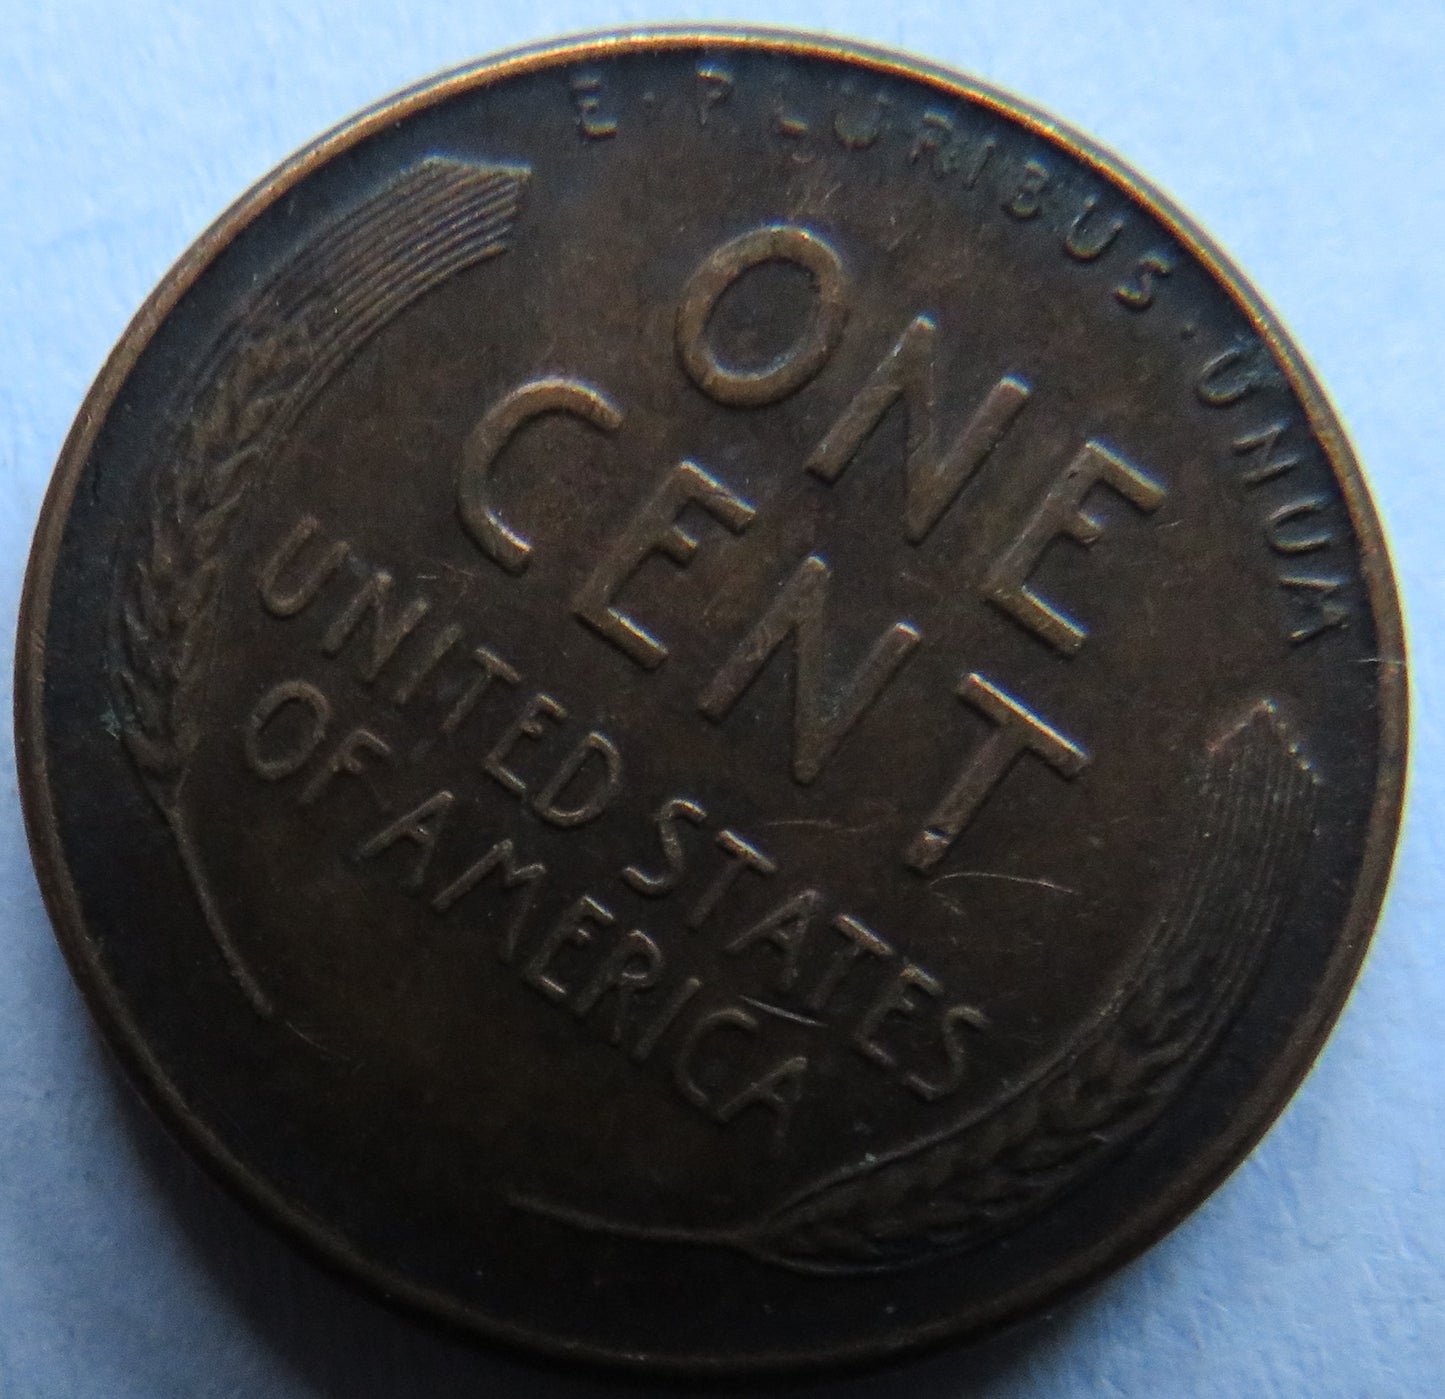 E·PLURIBUS·UNUM
ONE
CENT
UNITED STATES
OF AMERICA